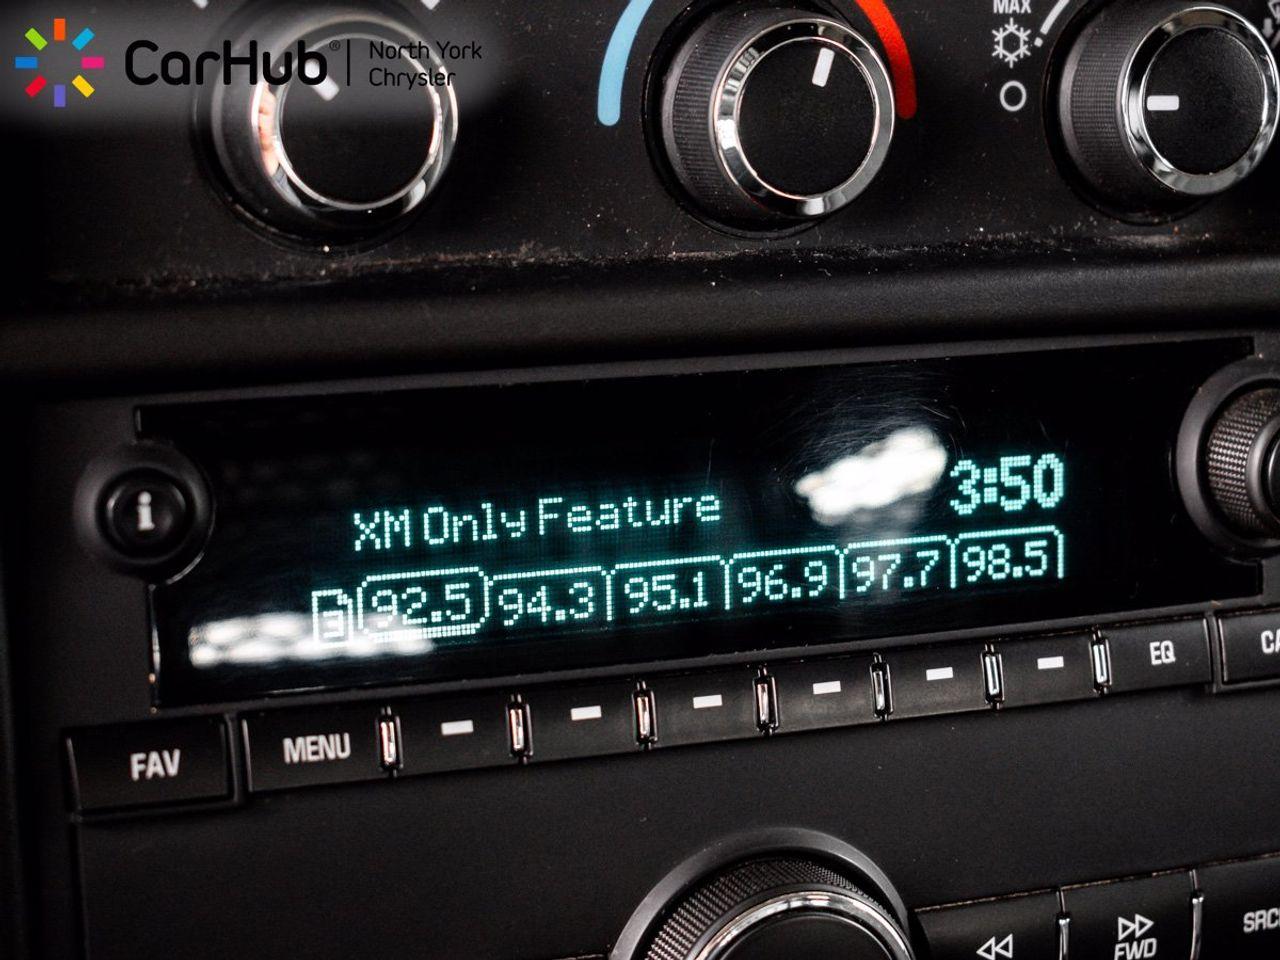 CarHub® | North York Chrysler
MAX
XM Only Feature 3:50
3 92.5 94.3 95.1 96.9 97.7 98.5
i
FAV MENU EQ
FWD